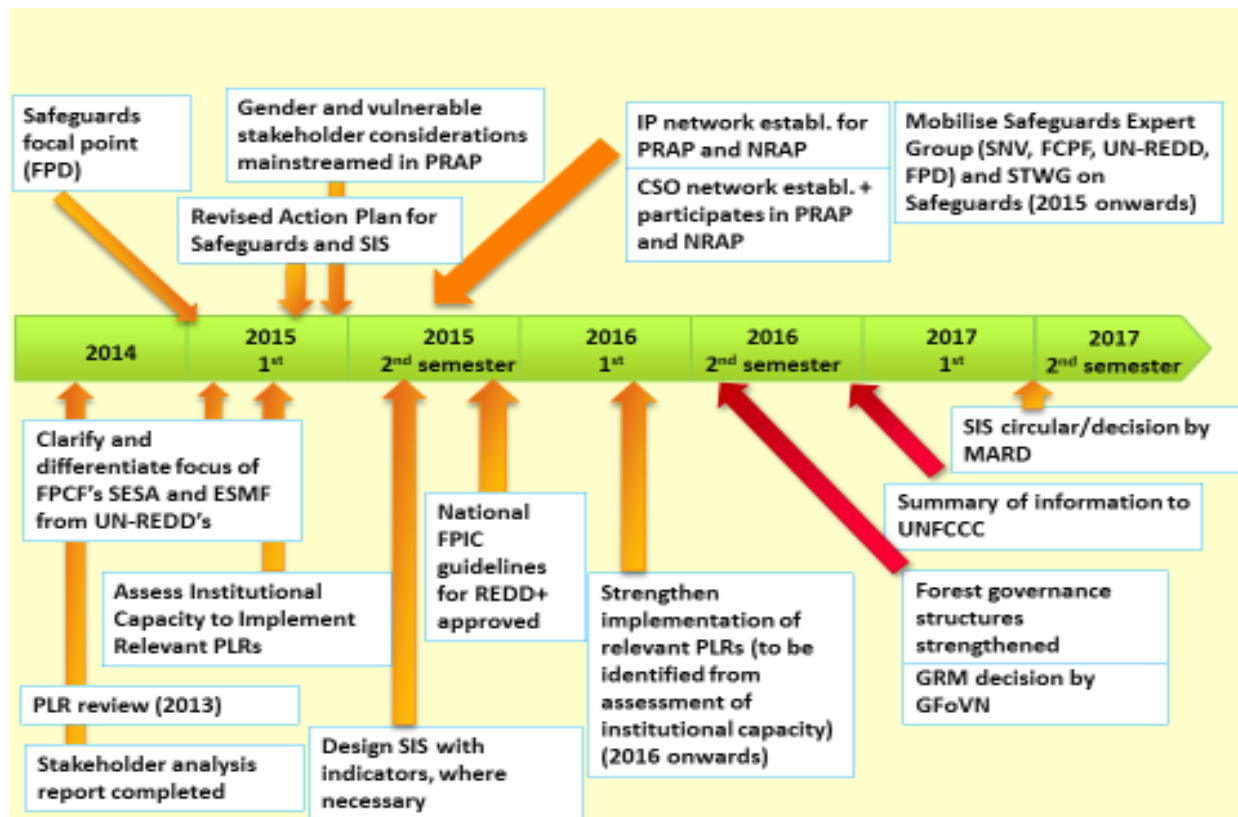 Safeguards
focal point
(FPD)
Gender and vulnerable
stakeholder considerations
mainstreamed in PRAP
Revised Action Plan for
Safeguards and SIS
IP network establ. for
PRAP and NRAP
CSO network establ. +
participates in PRAP
and NRAP
Mobilise Safeguards Expert
Group (SNV, FCPF, UN-REDD,
FPD) and STWG on
Safeguards (2015 onwards)
2014
2015
1st
2015
2nd semester
2016
1st
2016
2nd semester
2017
1st
2017
2nd semester
Clarify and
differentiate focus of
FPCF's SESA and ESMF
from UN-REDD's
Assess Institutional
Capacity to Implement
Relevant PLRs
PLR review (2013)
Stakeholder analysis
report completed
Design SIS with
indicators, where
necessary
National
FPIC
guidelines
for REDD+
approved
Strengthen
implementation of
relevant PLRs (to be
identified from
assessment of
institutional capacity)
(2016 onwards)
SIS circular/decision by
MARD
Summary of information to
UNFCCC
Forest governance
structures
strengthened
GRM decision by
GFoVN